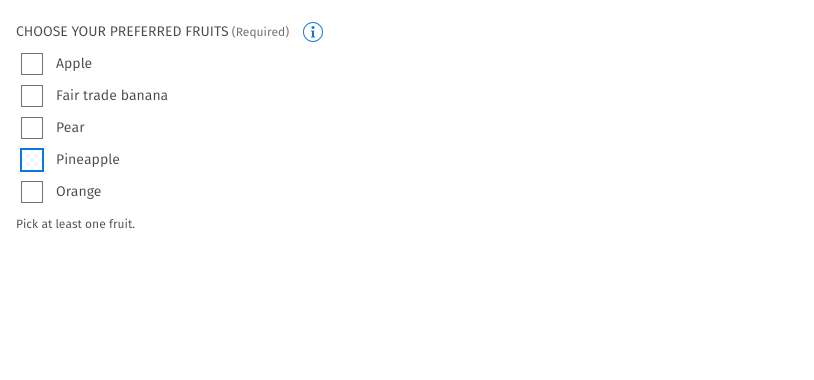 CHOOSE YOUR PREFERRED FRUITS (Required)
Apple
Fair trade banana
Pear
Pineapple
Orange
Pick at least one fruit.